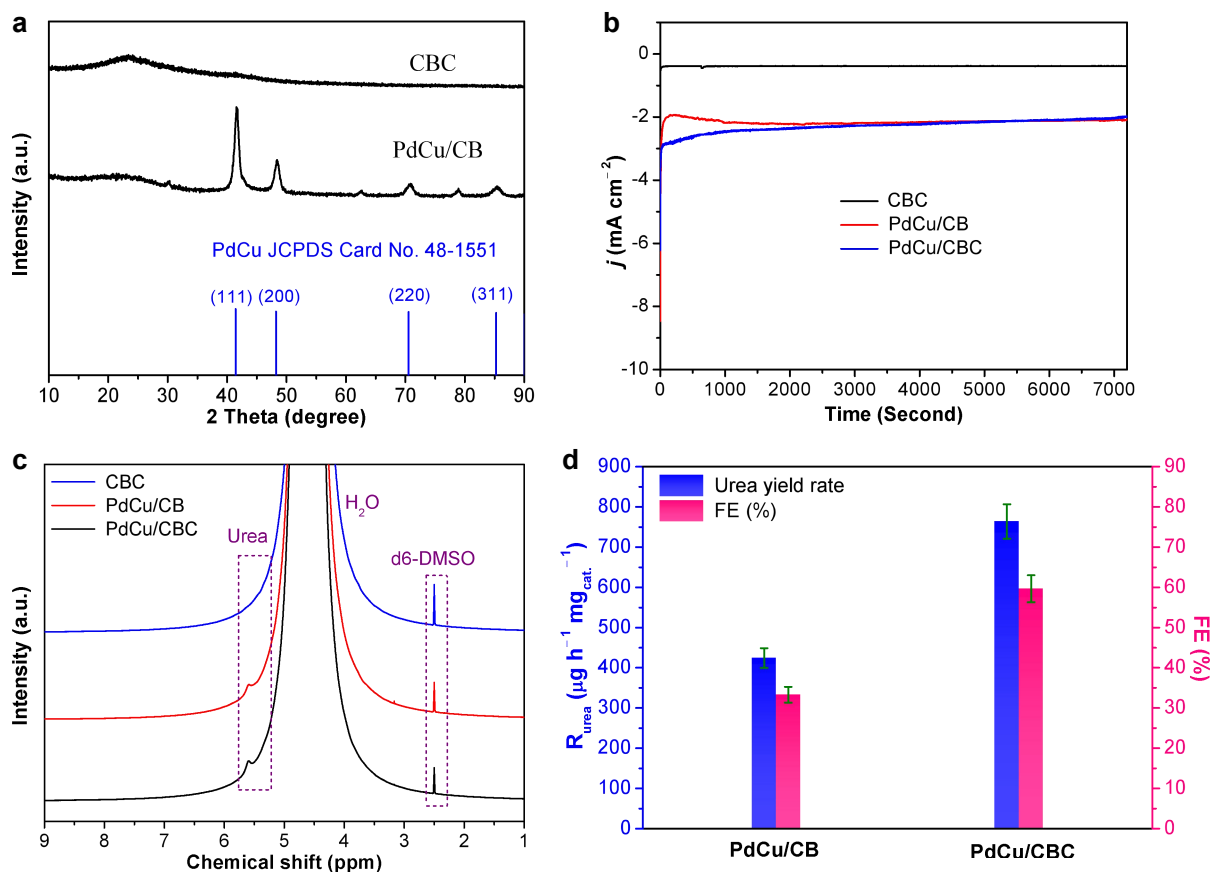 a
CBC
PdCu/CB
PdCu JCPDS Card No. 48-1551
(111) (200) (220) (311)
Intensity (a.u.)
10 20 30 40 50 60 70 80 90
2 Theta (degree)
b
0
-2
-4
-6
-8
-10
j (mA cm⁻²)
CBC
PdCu/CB
PdCu/CBC
0 1000 2000 3000 4000 5000 6000 7000
Time (Second)
c
CBC
PdCu/CB
PdCu/CBC
H₂O
Urea
d6-DMSO
Intensity (a.u.)
9 8 7 6 5 4 3 2 1
Chemical shift (ppm)
d
Urea yield rate
FE (%)
900
800
750
600
500
400
300
200
100
0
R_urea (μg h⁻¹ mg_cat.⁻¹)
90
80
70
60
50
40
30
20
10
0
FE (%)
PdCu/CB PdCu/CBC